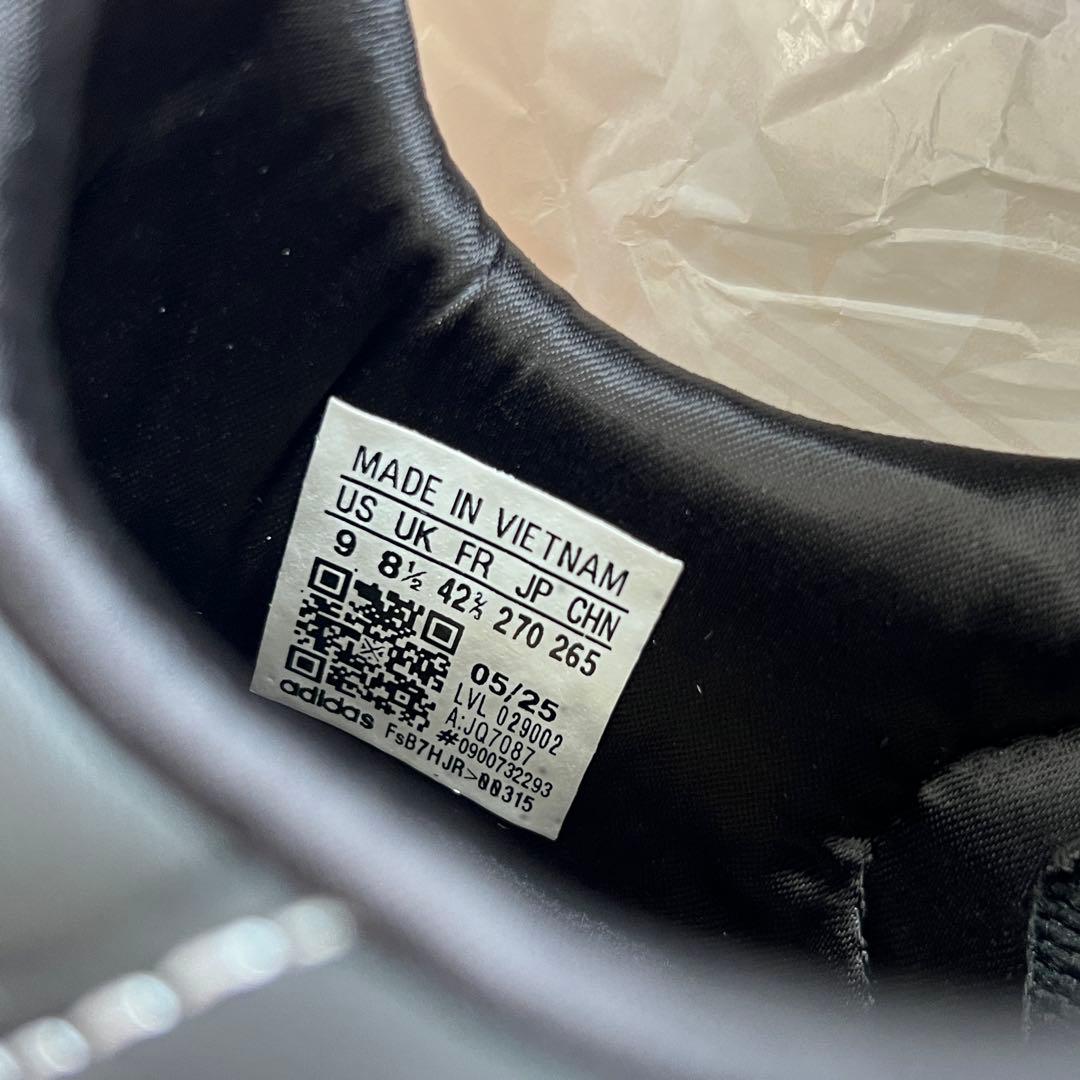 MADE IN VIETNAM
US UK FR JP CHN
9 8½ 42⅔ 270 265
05/25
LVL 029002
A:JQ7087
#0900732293
adidas FsB7HJR>00315